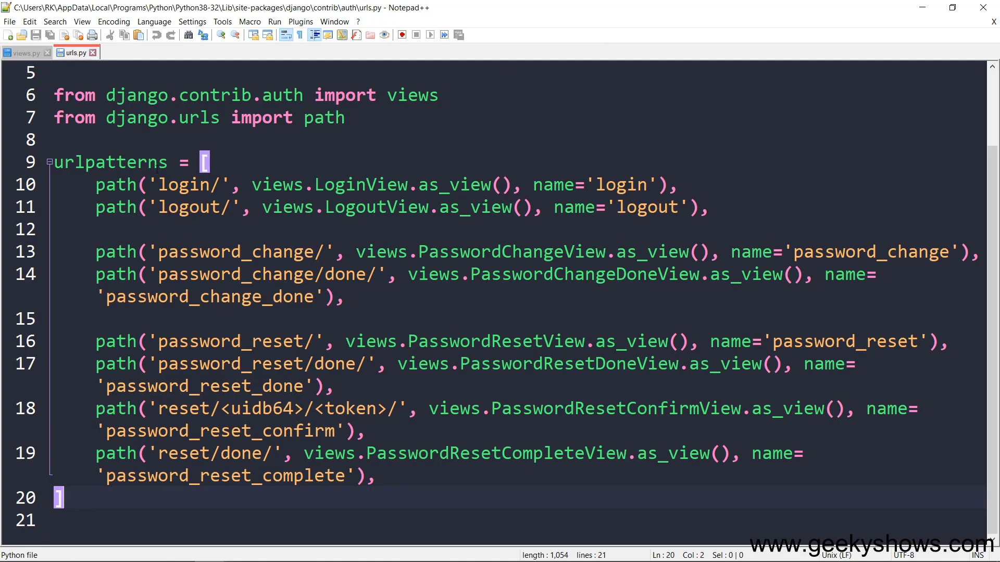 C:\Users\RK\AppData\Local\Programs\Python\Python38-32\Lib\site-packages\django\contrib\auth\urls.py - Notepad++
File Edit Search View Encoding Language Settings Tools Macro Run Plugins Window ? X
views.py urls.py
5
6 from django.contrib.auth import views
7 from django.urls import path
8
9 urlpatterns = [
10 path('login/', views.LoginView.as_view(), name='login'),
11 path('logout/', views.LogoutView.as_view(), name='logout'),
12
13 path('password_change/', views.PasswordChangeView.as_view(), name='password_change'),
14 path('password_change/done/', views.PasswordChangeDoneView.as_view(), name=
'password_change_done'),
15
16 path('password_reset/', views.PasswordResetView.as_view(), name='password_reset'),
17 path('password_reset/done/', views.PasswordResetDoneView.as_view(), name=
'password_reset_done'),
18 path('reset/<uidb64>/<token>/', views.PasswordResetConfirmView.as_view(), name=
'password_reset_confirm'),
19 path('reset/done/', views.PasswordResetCompleteView.as_view(), name=
'password_reset_complete'),
20 ]
21
www.geekyshows.com
Python file length : 1,054 lines : 21 Ln : 20 Col : 2 Sel : 0 | 0 Unix (LF) UTF-8 INS